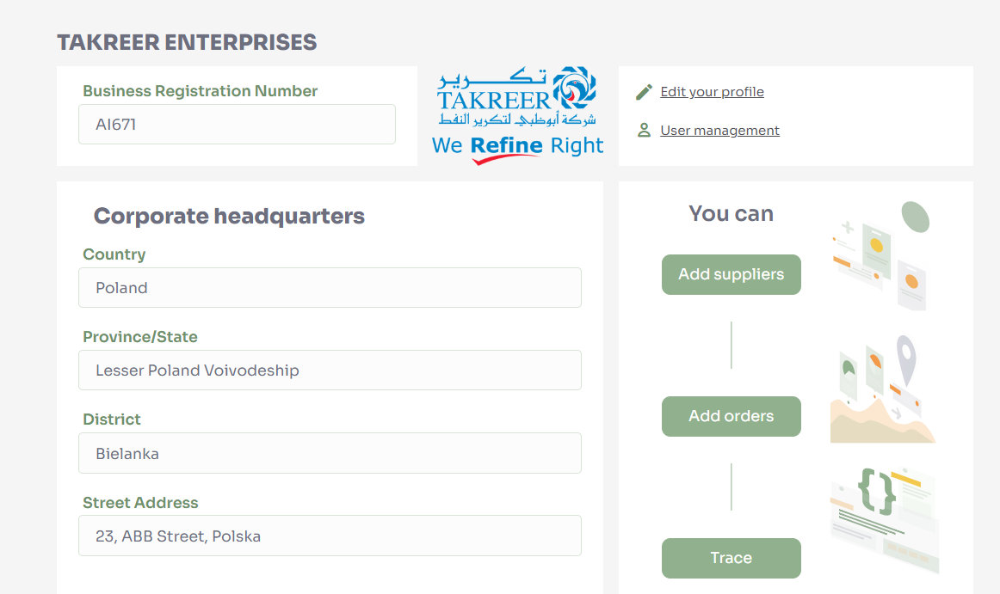 TAKREER ENTERPRISES
Business Registration Number
AI671
تكرير
TAKREER
شركة أبوظبي لتكرير النفط
We Refine Right
Edit your profile
User management
Corporate headquarters
Country
Poland
Province/State
Lesser Poland Voivodeship
District
Bielanka
Street Address
23, ABB Street, Polska
You can
Add suppliers
Add orders
Trace